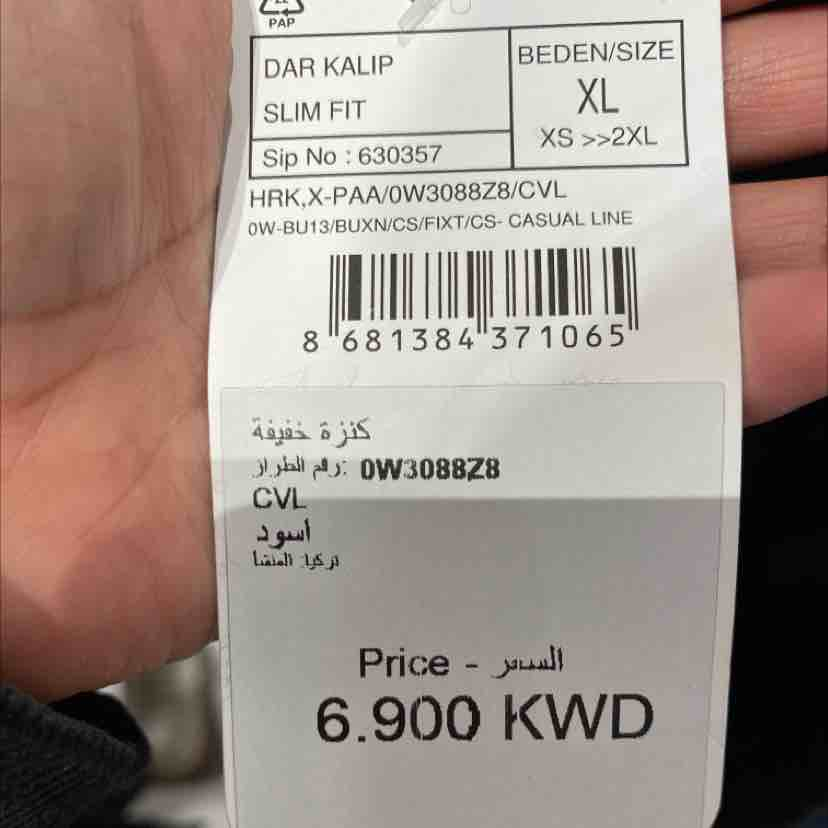 PAP
DAR KALIP
SLIM FIT
BEDEN/SIZE
XL
XS >>2XL
Sip No : 630357
HRK,X-PAA/0W3088Z8/CVL
0W-BU13/BUXN/CS/FIXT/CS- CASUAL LINE
8 681384 371065
كنزة خفيفة
رقم الطراز: 0W3088Z8
CVL
أسود
تركيا: المنشأ
Price - السعر
6.900 KWD